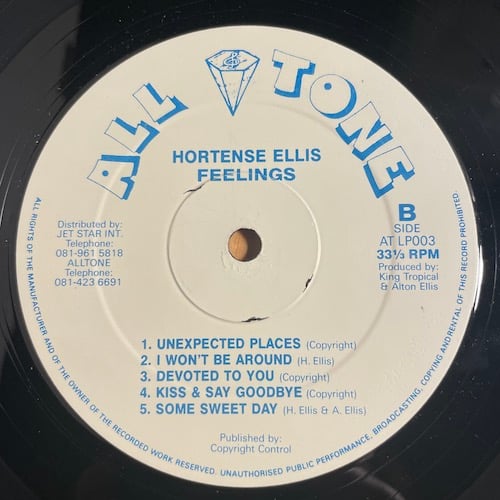 ALL TONE
HORTENSE ELLIS
FEELINGS
Distributed by:
JET STAR INT.
Telephone:
081-961 5818
ALLTONE
Telephone
081-423 6691
B
SIDE
AT LP003
33⅓ RPM
Produced by:
King Tropical
& Alton Ellis
1. UNEXPECTED PLACES (Copyright)
2. I WON'T BE AROUND (H. Ellis)
3. DEVOTED TO YOU (Copyright)
4. KISS & SAY GOODBYE (Copyright)
5. SOME SWEET DAY (H. Ellis & A. Ellis)
Published by:
Copyright Control
ALL RIGHTS OF THE MANUFACTURER AND OF THE OWNER OF THE RECORDED WORK RESERVED. UNAUTHORISED PUBLIC PERFORMANCE, BROADCASTING, COPYING AND RENTAL OF THIS RECORD PROHIBITED.